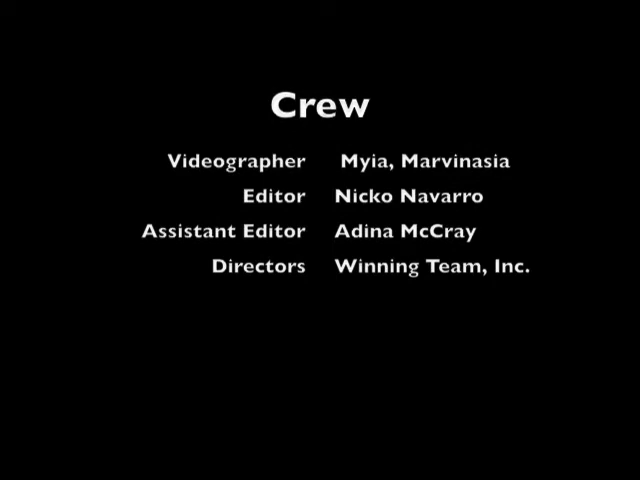 Crew
Videographer Myia, Marvinasia
Editor Nicko Navarro
Assistant Editor Adina McCray
Directors Winning Team, Inc.